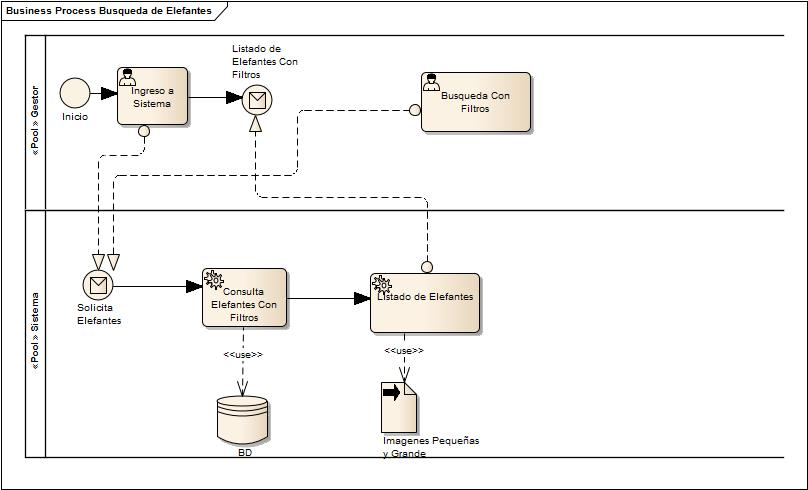 Business Process Busqueda de Elefantes
«Pool» Gestor
Inicio
Ingreso a
Sistema
Listado de
Elefantes Con
Filtros
Busqueda Con
Filtros
«Pool» Sistema
Solicita
Elefantes
Consulta
Elefantes Con
Filtros
Listado de Elefantes
<<use>>
<<use>>
BD
Imagenes Pequeñas
y Grande